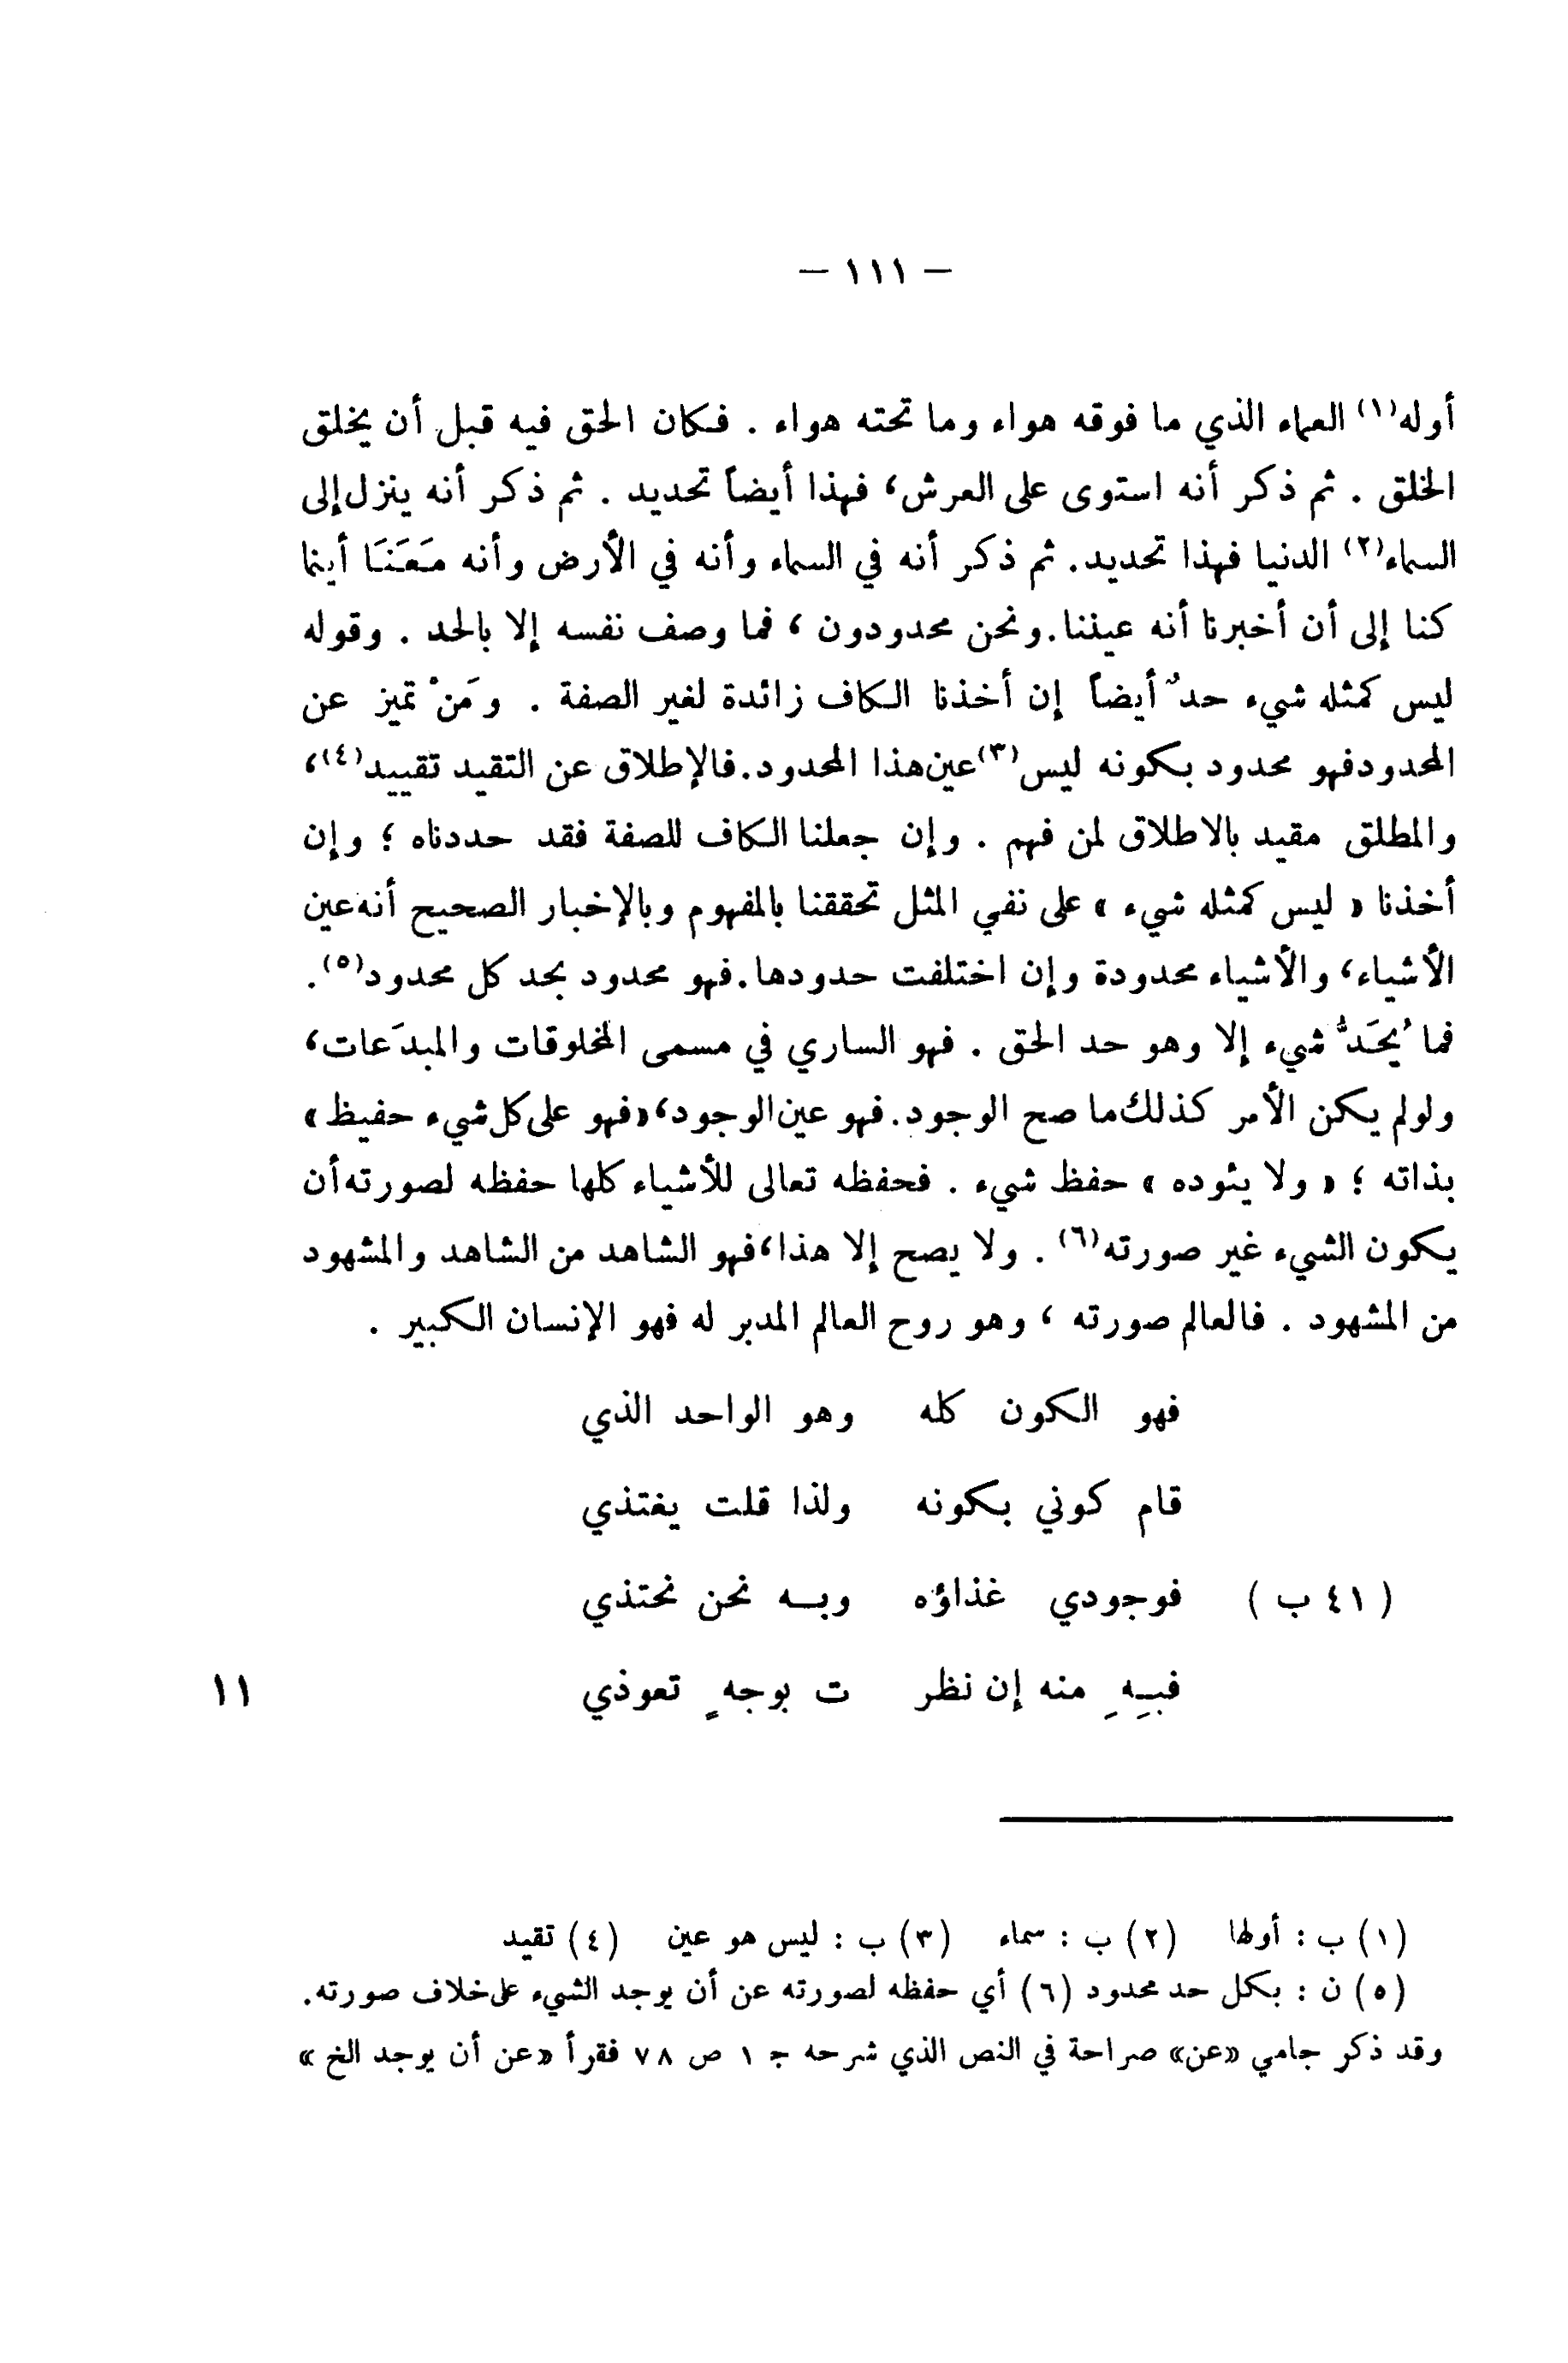 – ١١١ –
أوله(١) العماء الذي ما فوقه هواء وما تحته هواء . فكان الحق فيه قبل أن يخلق
الخلق . ثم ذكر أنه استوى على العرش، فهذا أيضاً تحديد . ثم ذكر أنه ينزل إلى
السماء(٢) الدنيا فهذا تحديد. ثم ذكر أنه في السماء وأنه في الأرض وأنه مَعَنَا أينما
كنا إلى أن أخبرنا أنه عيننا. ونحن محدودون ، فما وصف نفسه إلا بالحد . وقوله
ليس كمثله شيء حدٌ أيضاً إن أخذنا الكاف زائدة لغير الصفة . ومَنْ تميز عن
المحدود فهو محدود بكونه ليس(٣) عين هذا المحدود. فالإطلاق عن التقيد تقييد(٤)،
والمطلق مقيد بالاطلاق لمن فهم . وإن جعلنا الكاف للصفة فقد حددناه ؛ وإن
أخذنا « ليس كمثله شيء » على نفي المثل تحققنا بالمفهوم وبالإخبار الصحيح أنه عين
الأشياء، والأشياء محدودة وإن اختلفت حدودها. فهو محدود بحد كل محدود(٥).
فما يُحَدُّ شيء إلا وهو حد الحق . فهو الساري في مسمى المخلوقات والمبدَعات،
ولو لم يكن الأمر كذلك ما صح الوجود. فهو عين الوجود، «فهو على كل شيء حفيظ»
بذاته ؛ « ولا يئوده » حفظ شيء . فحفظه تعالى للأشياء كلها حفظه لصورته أن
يكون الشيء غير صورته(٦) . ولا يصح إلا هذا، فهو الشاهد من الشاهد والمشهود
من المشهود . فالعالم صورته ، وهو روح العالم المدبر له فهو الإنسان الكبير .
فهو الكون كله وهو الواحد الذي
قام كوني بكونه ولذا قلت يغتذي
( ٤١ ب ) فوجودي غذاؤه وبه نحن نحتذي
فبِهِ منه إن نظر ت بوجهٍ تعوذي
١١
(١) ب : أولها (٢) ب : سماء (٣) ب : ليس هو عين (٤) تقيد
(٥) ن : بكل حد محدود (٦) أي حفظه لصورته عن أن يوجد الشيء على خلاف صورته.
وقد ذكر جامي «عن» صراحة في النص الذي شرحه ج ١ ص ٧٨ فقرأ «عن أن يوجد الخ»